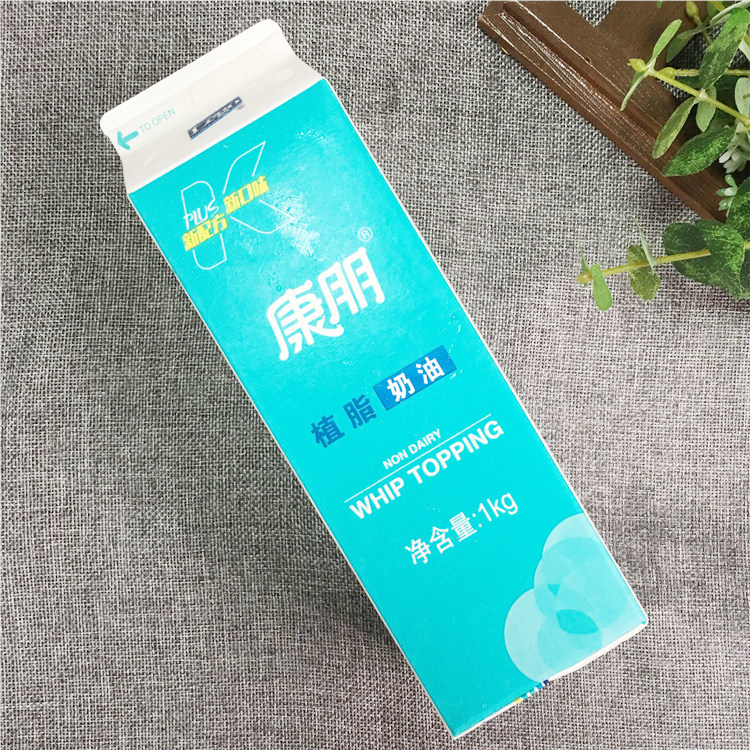 TO OPEN
PLUS
新配方 新口味
康朋®
植脂奶油
NON DAIRY
WHIP TOPPING
净含量:1kg